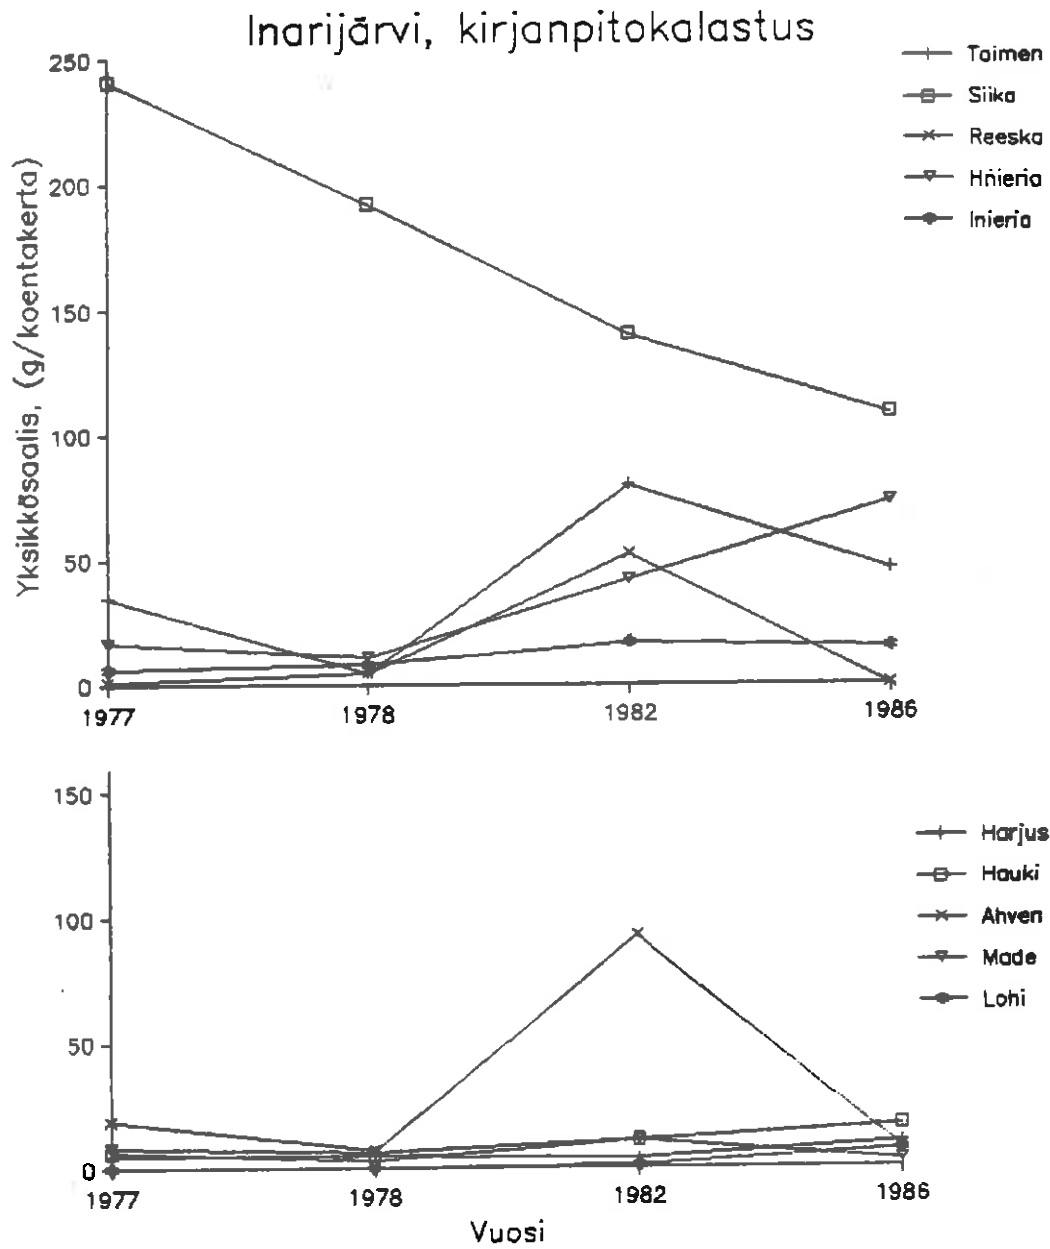 Inarijärvi, kirjanpitokalastus
Yksikkösaalis, (g/koentakerta)
250
200
150
100
50
0
1977 1978 1982 1986
Taimen
Siika
Reeska
Hnieria
Inieria
150
100
50
0
1977 1978 1982 1986
Harjus
Hauki
Ahven
Made
Lohi
Vuosi